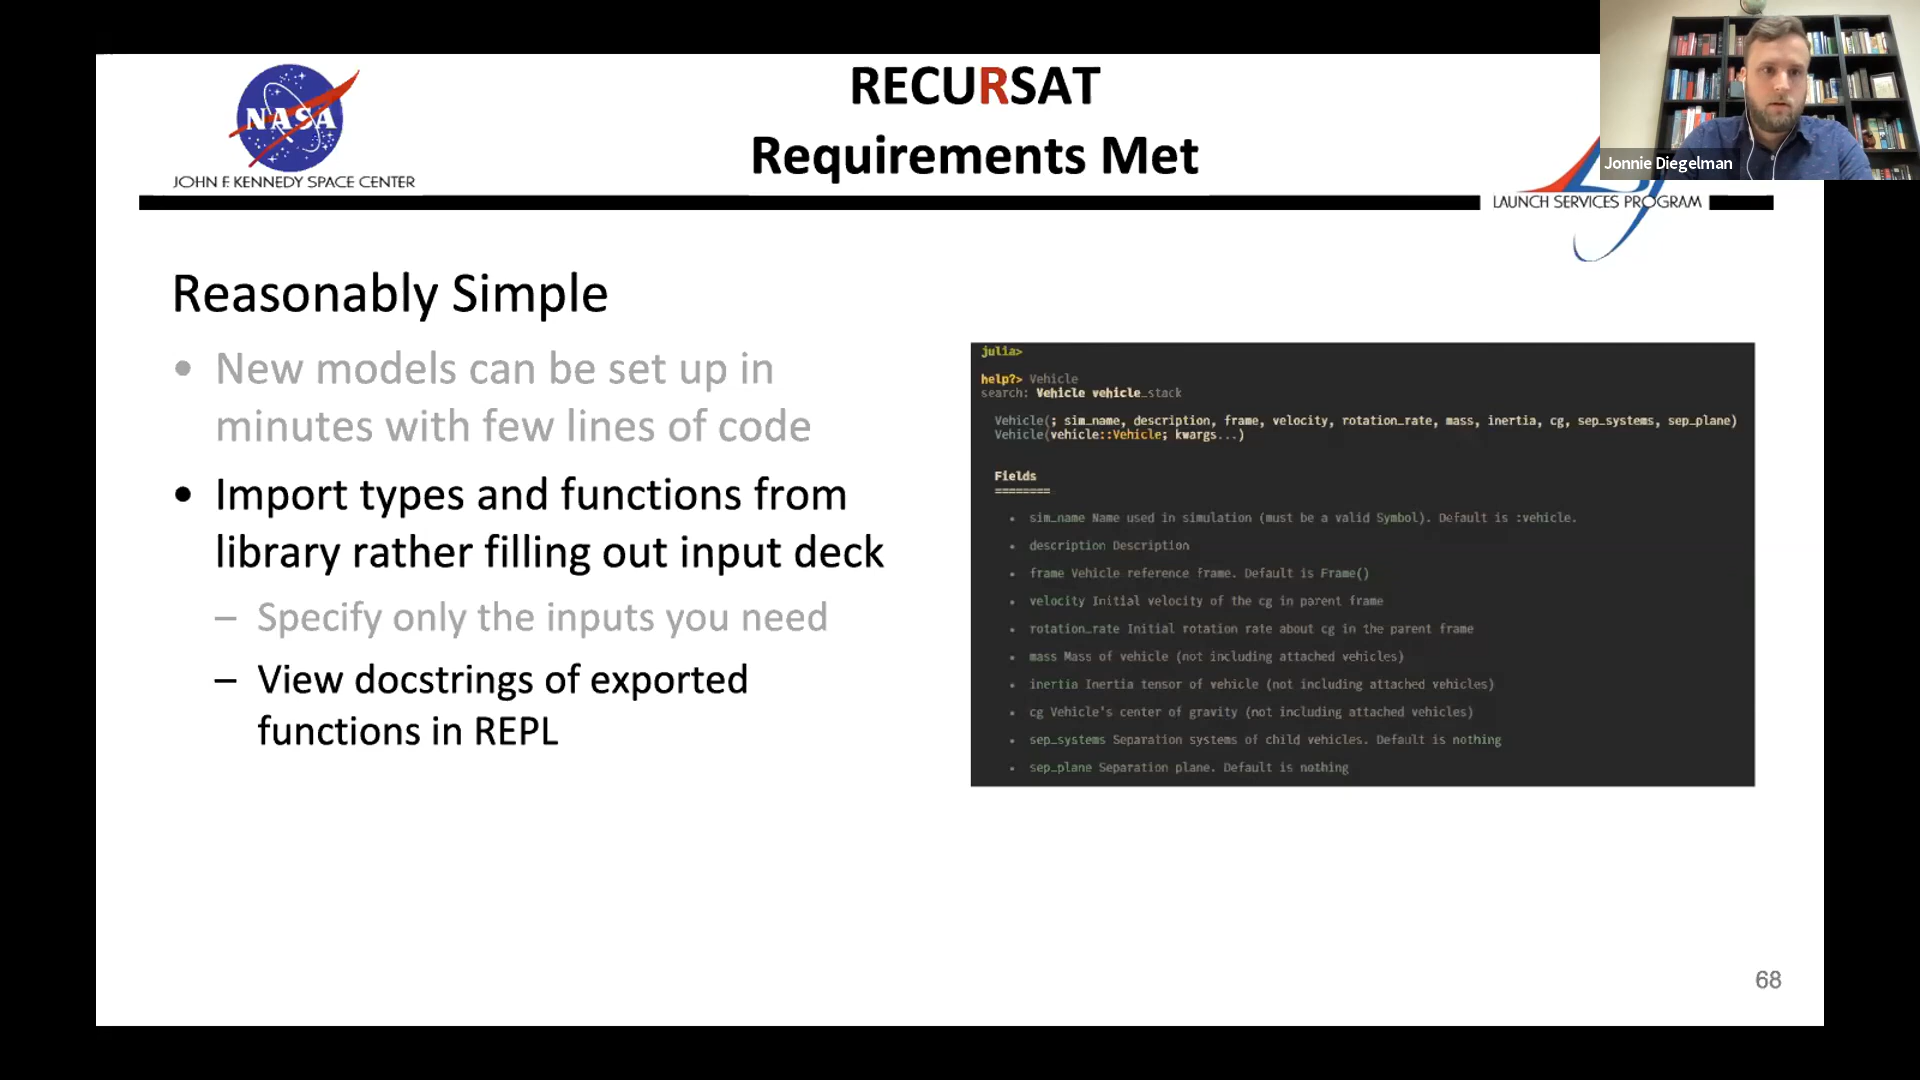 RECURSAT
Requirements Met
NASA
JOHN F. KENNEDY SPACE CENTER
Jonnie Diegelman
LAUNCH SERVICES PROGRAM
Reasonably Simple
• New models can be set up in
minutes with few lines of code
• Import types and functions from
library rather filling out input deck
– Specify only the inputs you need
– View docstrings of exported
functions in REPL
julia>
help?> Vehicle
search: Vehicle vehicle_stack
Vehicle(; sim_name, description, frame, velocity, rotation_rate, mass, inertia, cg, sep_systems, sep_plane)
Vehicle(vehicle::Vehicle; kwargs...)
Fields
========
• sim_name Name used in simulation (must be a valid Symbol). Default is :vehicle.
• description Description
• frame Vehicle reference frame. Default is Frame()
• velocity Initial velocity of the cg in parent frame
• rotation_rate Initial rotation rate about cg in the parent frame
• mass Mass of vehicle (not including attached vehicles)
• inertia Inertia tensor of vehicle (not including attached vehicles)
• cg Vehicle's center of gravity (not including attached vehicles)
• sep_systems Separation systems of child vehicles. Default is nothing
• sep_plane Separation plane. Default is nothing
68